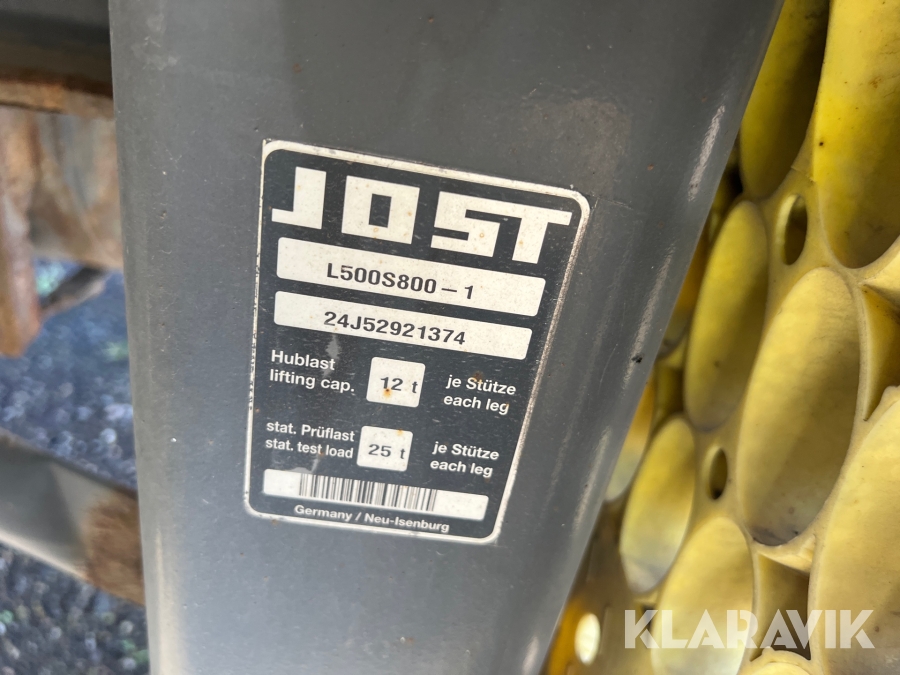 JOST
L500S800-1
24J52921374
Hublast
lifting cap.
12 t
je Stütze
each leg
stat. Prüflast
stat. test load
25 t
je Stütze
each leg
Germany / Neu-Isenburg
KLARAVIK